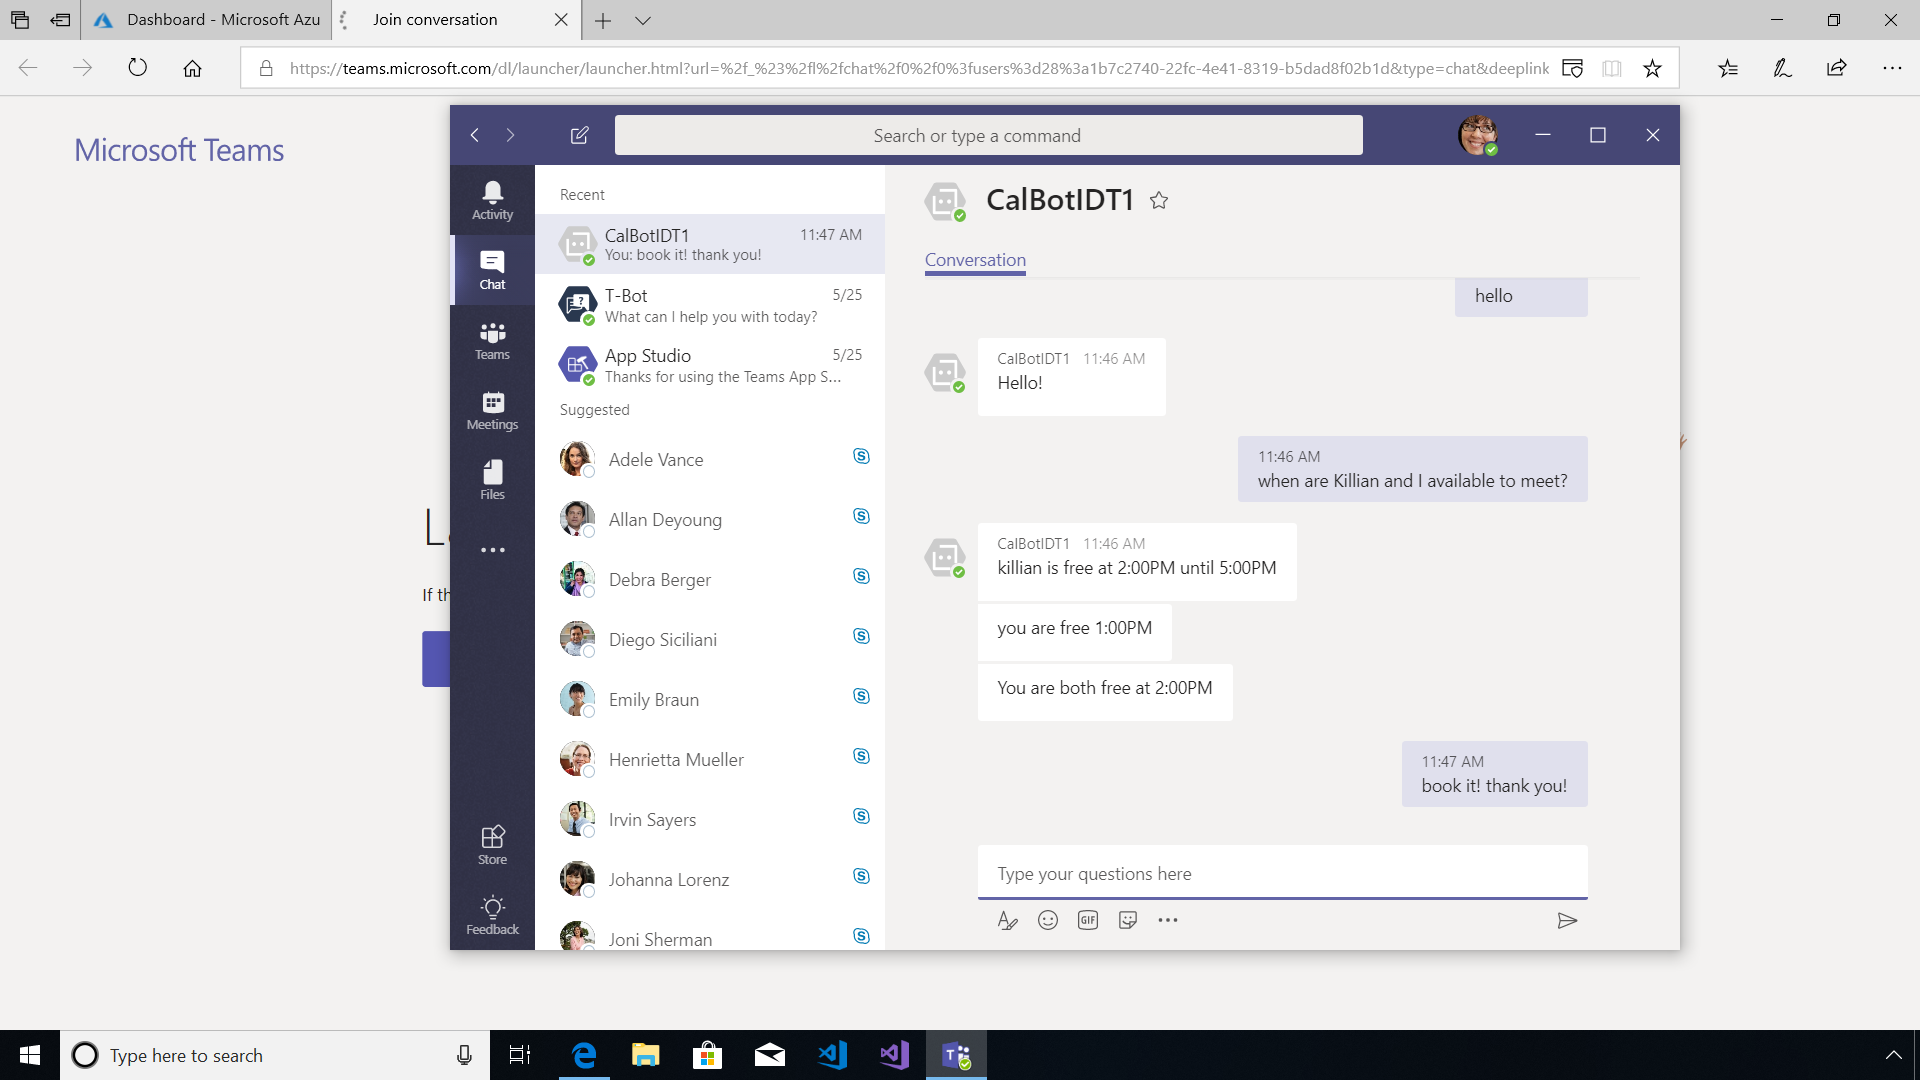 Dashboard - Microsoft Azu
Join conversation
https://teams.microsoft.com/dl/launcher/launcher.html?url=%2f_%23%2fl%2fchat%2f0%2f0%3fusers%3d28%3a1b7c2740-22fc-4e41-8319-b5dad8f02b1d&type=chat&deeplink
Microsoft Teams
Search or type a command
Activity
Chat
Teams
Meetings
Files
Store
Feedback
Recent
CalBotIDT1 11:47 AM
You: book it! thank you!
T-Bot 5/25
What can I help you with today?
App Studio 5/25
Thanks for using the Teams App S...
Suggested
Adele Vance
Allan Deyoung
Debra Berger
Diego Siciliani
Emily Braun
Henrietta Mueller
Irvin Sayers
Johanna Lorenz
Joni Sherman
CalBotIDT1
Conversation
hello
CalBotIDT1 11:46 AM
Hello!
11:46 AM
when are Killian and I available to meet?
CalBotIDT1 11:46 AM
killian is free at 2:00PM until 5:00PM
you are free 1:00PM
You are both free at 2:00PM
11:47 AM
book it! thank you!
Type your questions here
GIF
If th
Type here to search